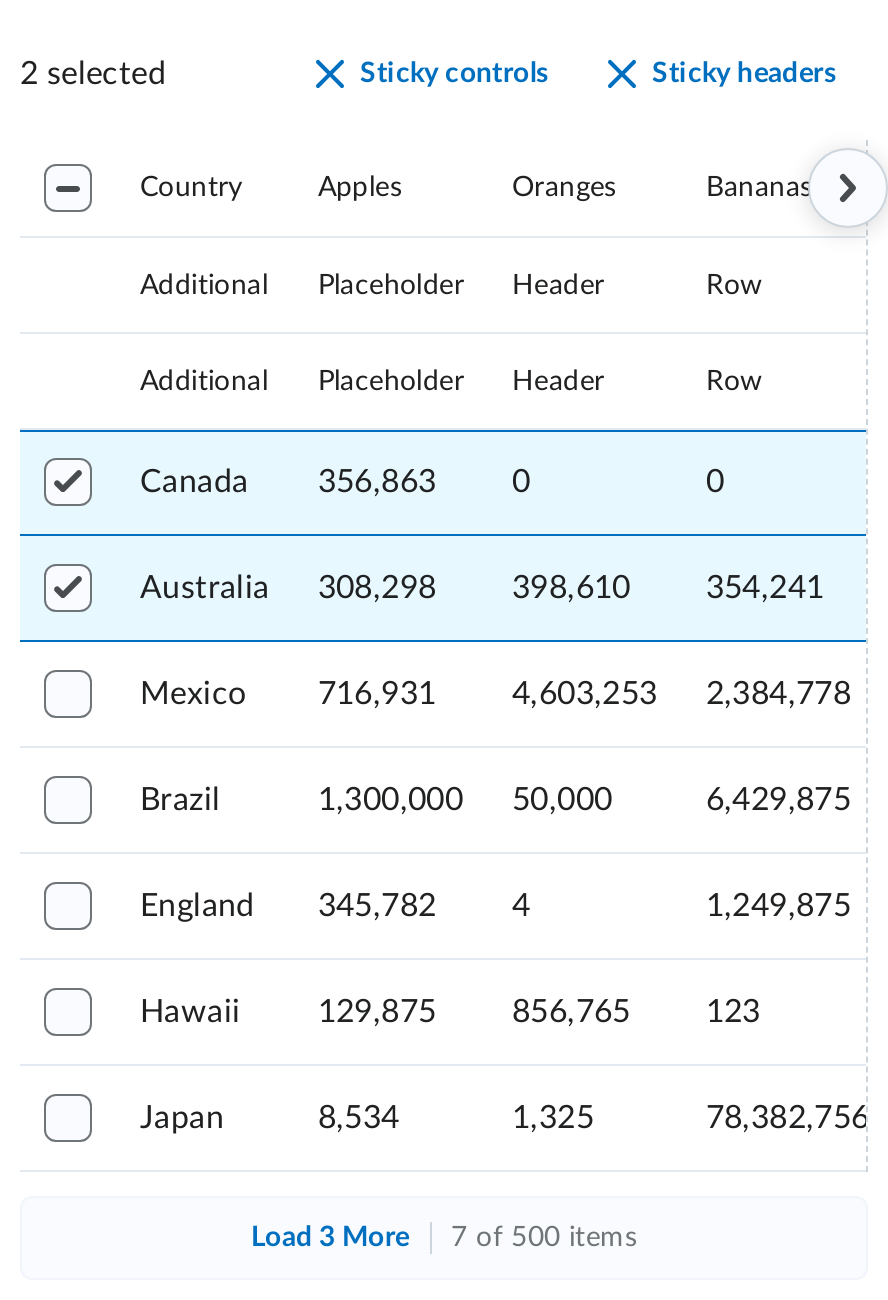 2 selected Sticky controls Sticky headers
Country Apples Oranges Bananas
Additional Placeholder Header Row
Additional Placeholder Header Row
Canada 356,863 0 0
Australia 308,298 398,610 354,241
Mexico 716,931 4,603,253 2,384,778
Brazil 1,300,000 50,000 6,429,875
England 345,782 4 1,249,875
Hawaii 129,875 856,765 123
Japan 8,534 1,325 78,382,756
Load 3 More 7 of 500 items